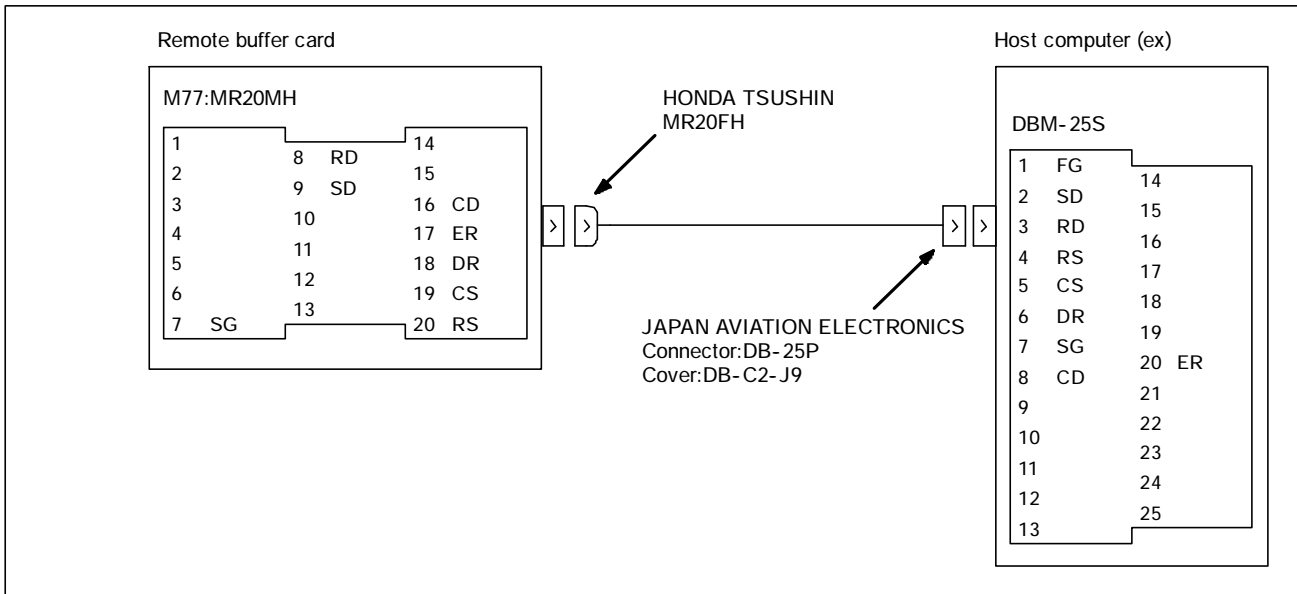 Remote buffer card
Host computer (ex)
M77:MR20MH
1
2
3
4
5
6
7 SG
8 RD
9 SD
10
11
12
13
14
15
16 CD
17 ER
18 DR
19 CS
20 RS
HONDA TSUSHIN
MR20FH
JAPAN AVIATION ELECTRONICS
Connector:DB-25P
Cover:DB-C2-J9
DBM-25S
1 FG
2 SD
3 RD
4 RS
5 CS
6 DR
7 SG
8 CD
9
10
11
12
13
14
15
16
17
18
19
20 ER
21
22
23
24
25